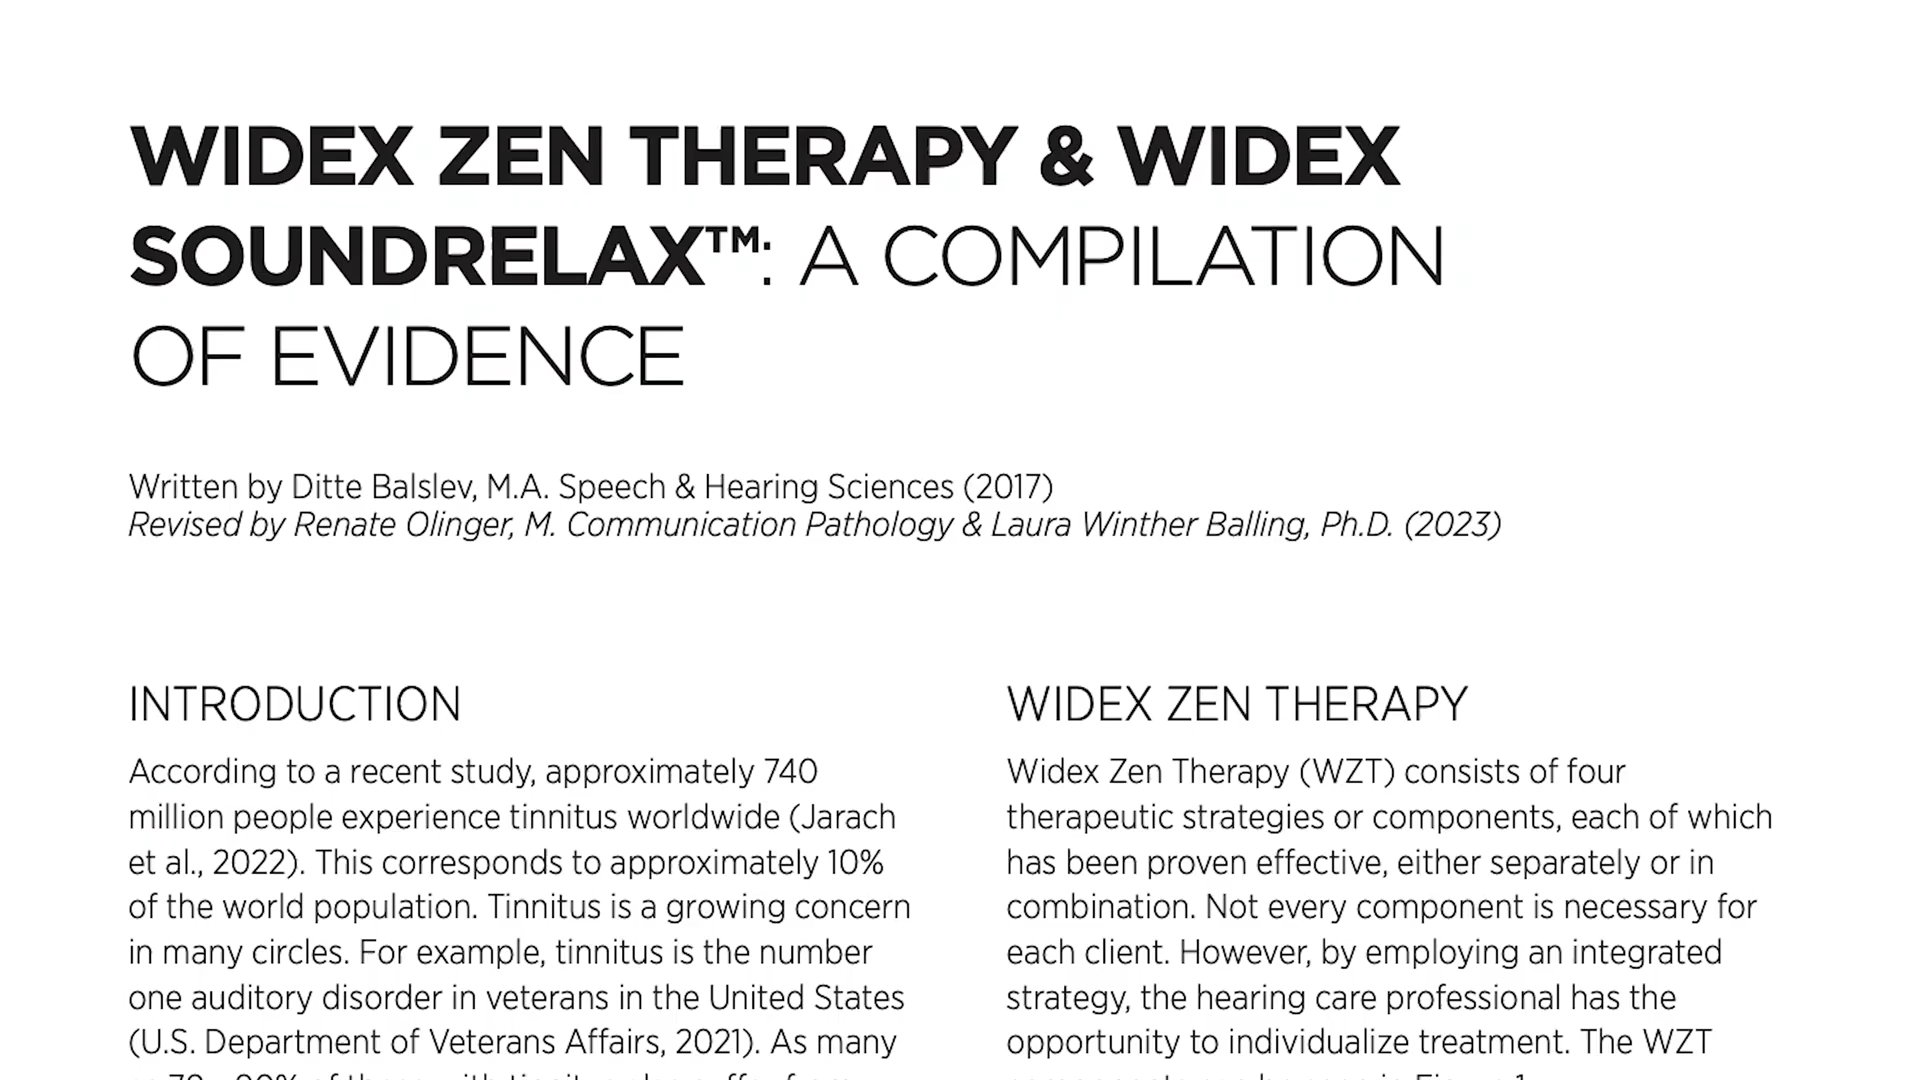 WIDEX ZEN THERAPY & WIDEX
SOUNDRELAX™: A COMPILATION
OF EVIDENCE
Written by Ditte Balslev, M.A. Speech & Hearing Sciences (2017)
Revised by Renate Olinger, M. Communication Pathology & Laura Winther Balling, Ph.D. (2023)
INTRODUCTION
According to a recent study, approximately 740
million people experience tinnitus worldwide (Jarach
et al., 2022). This corresponds to approximately 10%
of the world population. Tinnitus is a growing concern
in many circles. For example, tinnitus is the number
one auditory disorder in veterans in the United States
(U.S. Department of Veterans Affairs, 2021). As many
WIDEX ZEN THERAPY
Widex Zen Therapy (WZT) consists of four
therapeutic strategies or components, each of which
has been proven effective, either separately or in
combination. Not every component is necessary for
each client. However, by employing an integrated
strategy, the hearing care professional has the
opportunity to individualize treatment. The WZT